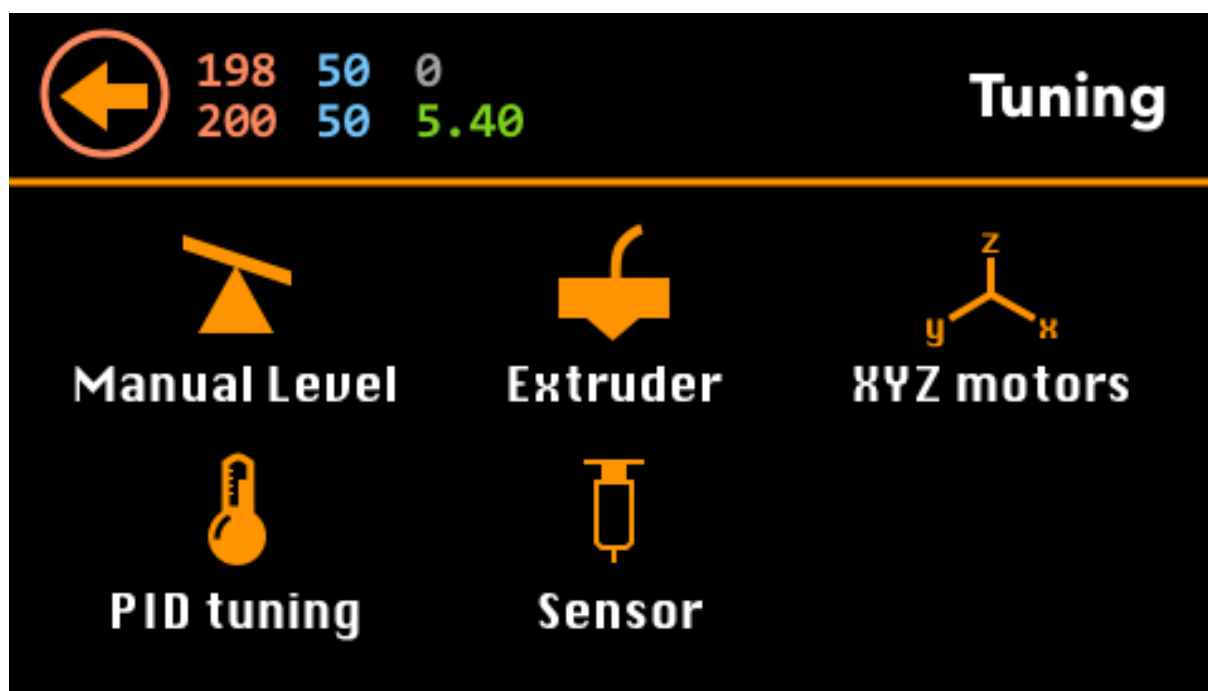 198 50 0
200 50 5.40
Tuning
z
y x
Manual Level Extruder XYZ motors
PID tuning Sensor